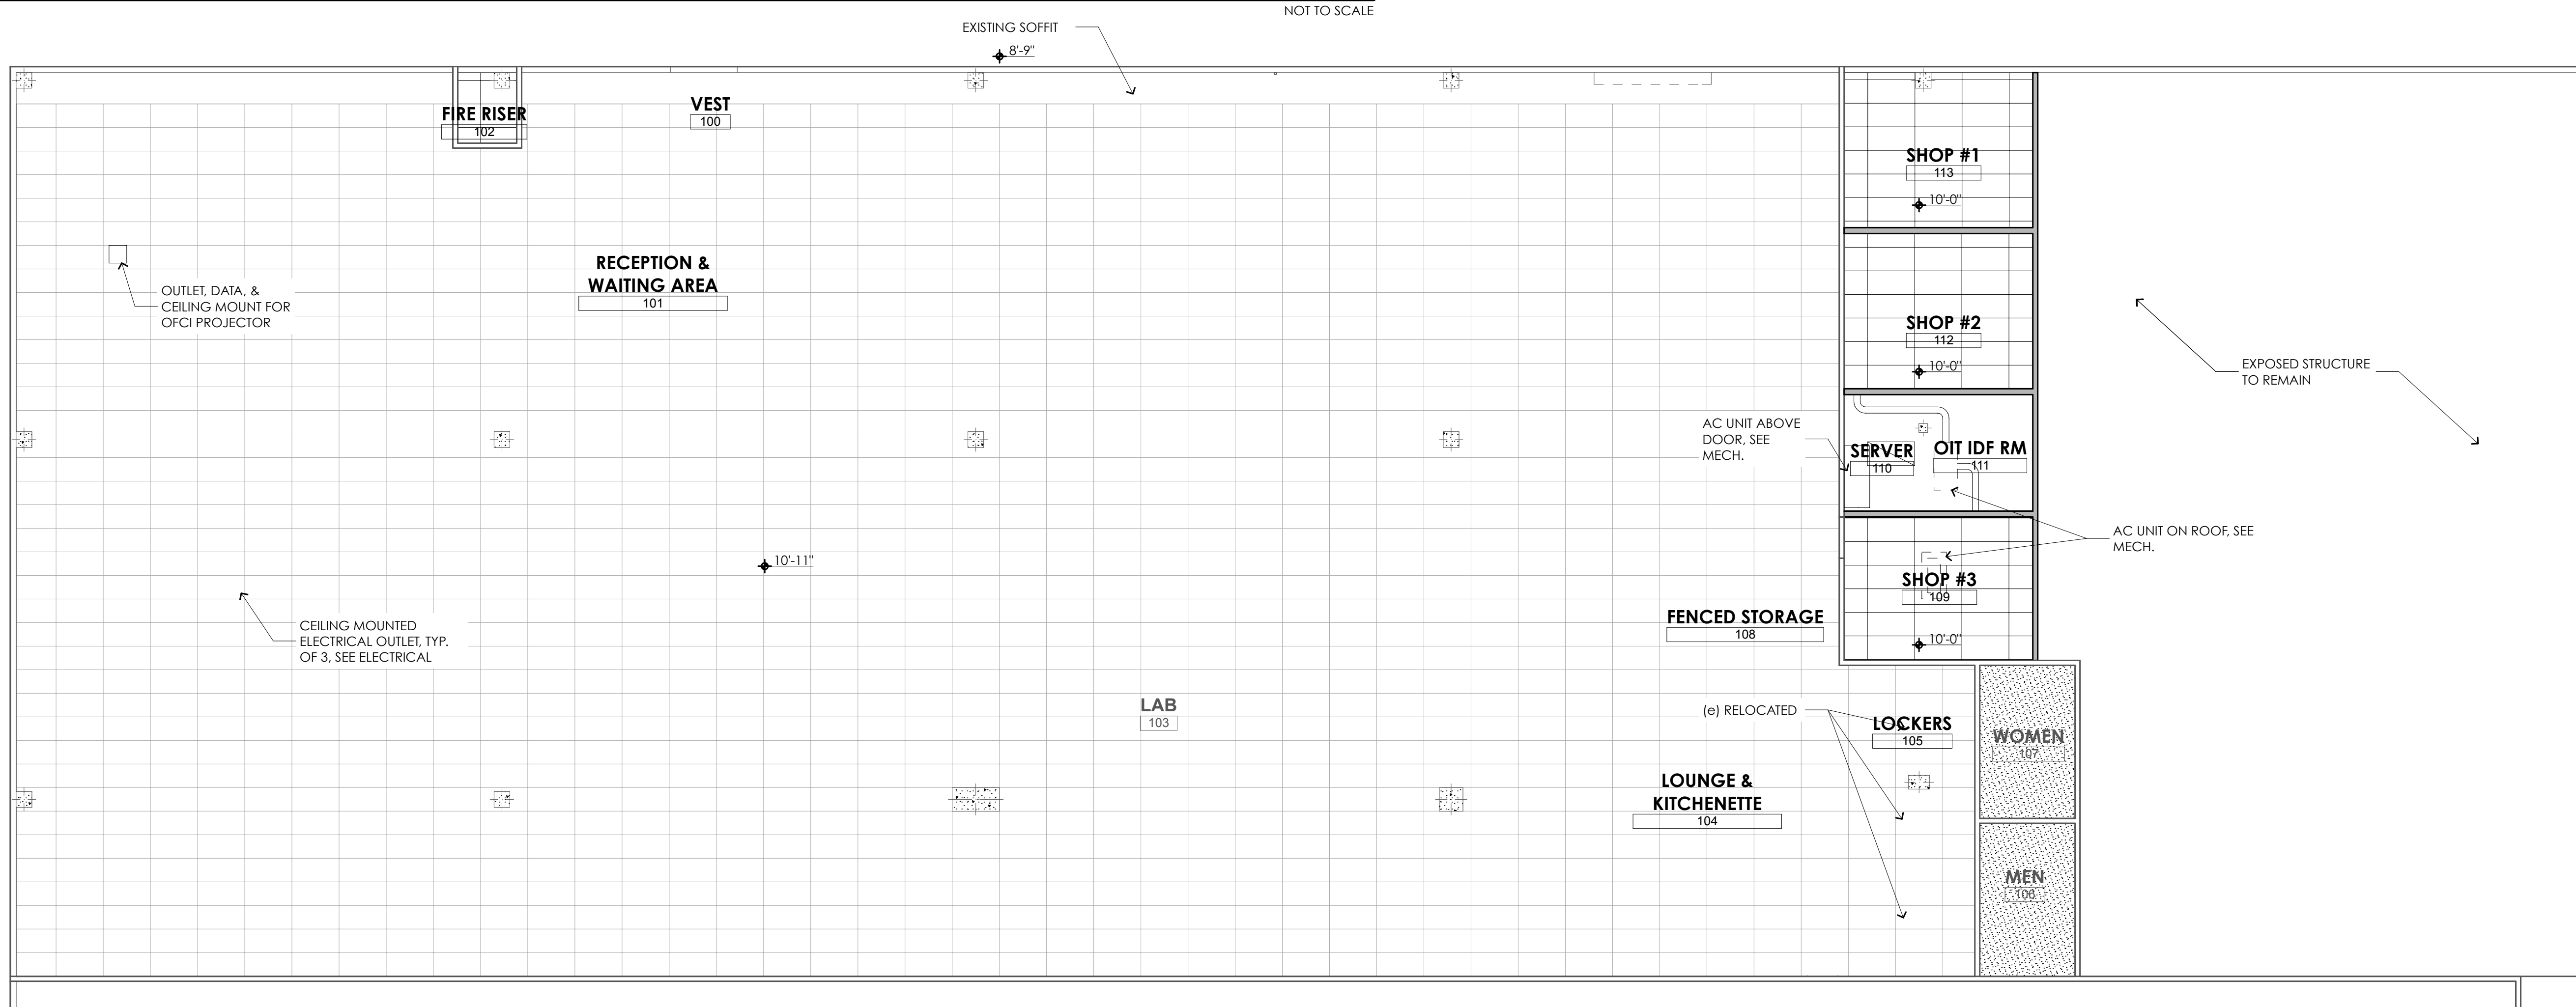 NOT TO SCALE
EXISTING SOFFIT
8'-9"
FIRE RISER
102
VEST
100
SHOP #1
113
10'-0"
RECEPTION &
WAITING AREA
101
OUTLET, DATA, &
CEILING MOUNT FOR
OFCI PROJECTOR
SHOP #2
112
10'-0"
EXPOSED STRUCTURE
TO REMAIN
AC UNIT ABOVE
DOOR, SEE
MECH.
SERVER
110
OIT IDF RM
111
AC UNIT ON ROOF, SEE
MECH.
10'-11"
SHOP #3
109
10'-0"
CEILING MOUNTED
ELECTRICAL OUTLET, TYP.
OF 3, SEE ELECTRICAL
FENCED STORAGE
108
LAB
103
(e) RELOCATED
LOCKERS
105
WOMEN
107
LOUNGE &
KITCHENETTE
104
MEN
106